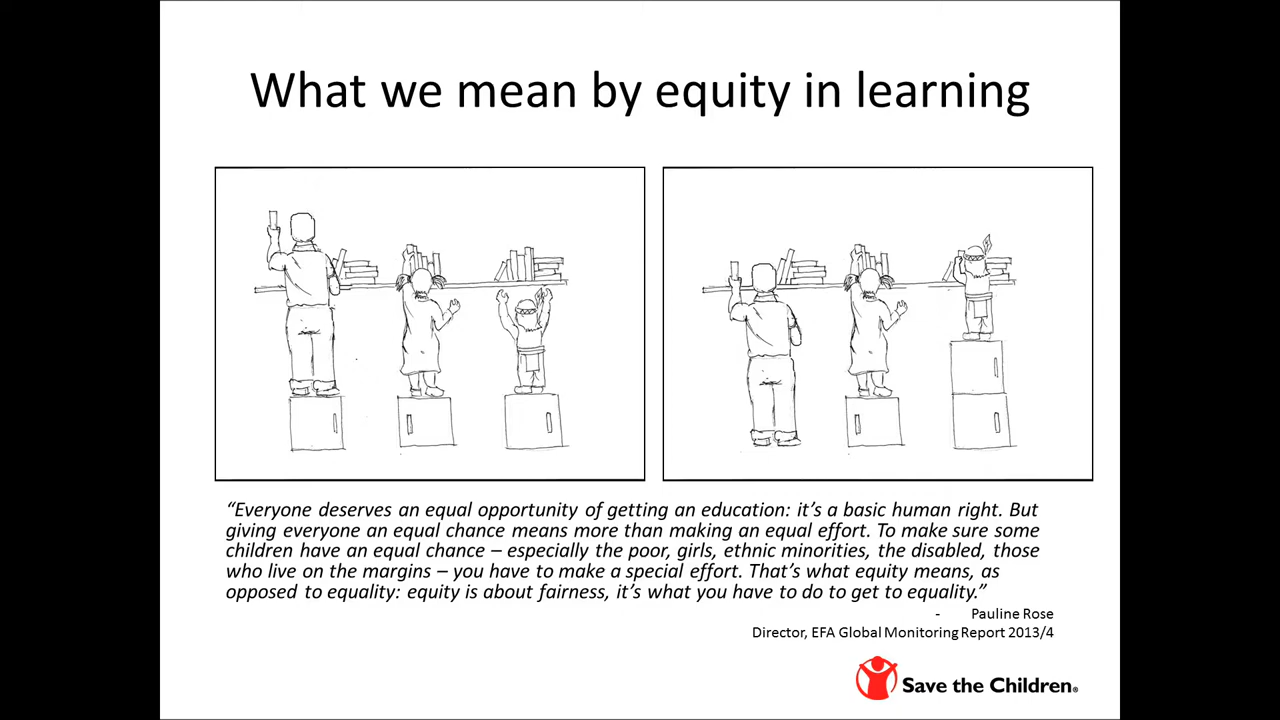 What we mean by equity in learning
“Everyone deserves an equal opportunity of getting an education: it’s a basic human right. But
giving everyone an equal chance means more than making an equal effort. To make sure some
children have an equal chance – especially the poor, girls, ethnic minorities, the disabled, those
who live on the margins – you have to make a special effort. That’s what equity means, as
opposed to equality: equity is about fairness, it’s what you have to do to get to equality.”
- Pauline Rose
Director, EFA Global Monitoring Report 2013/4
Save the Children®